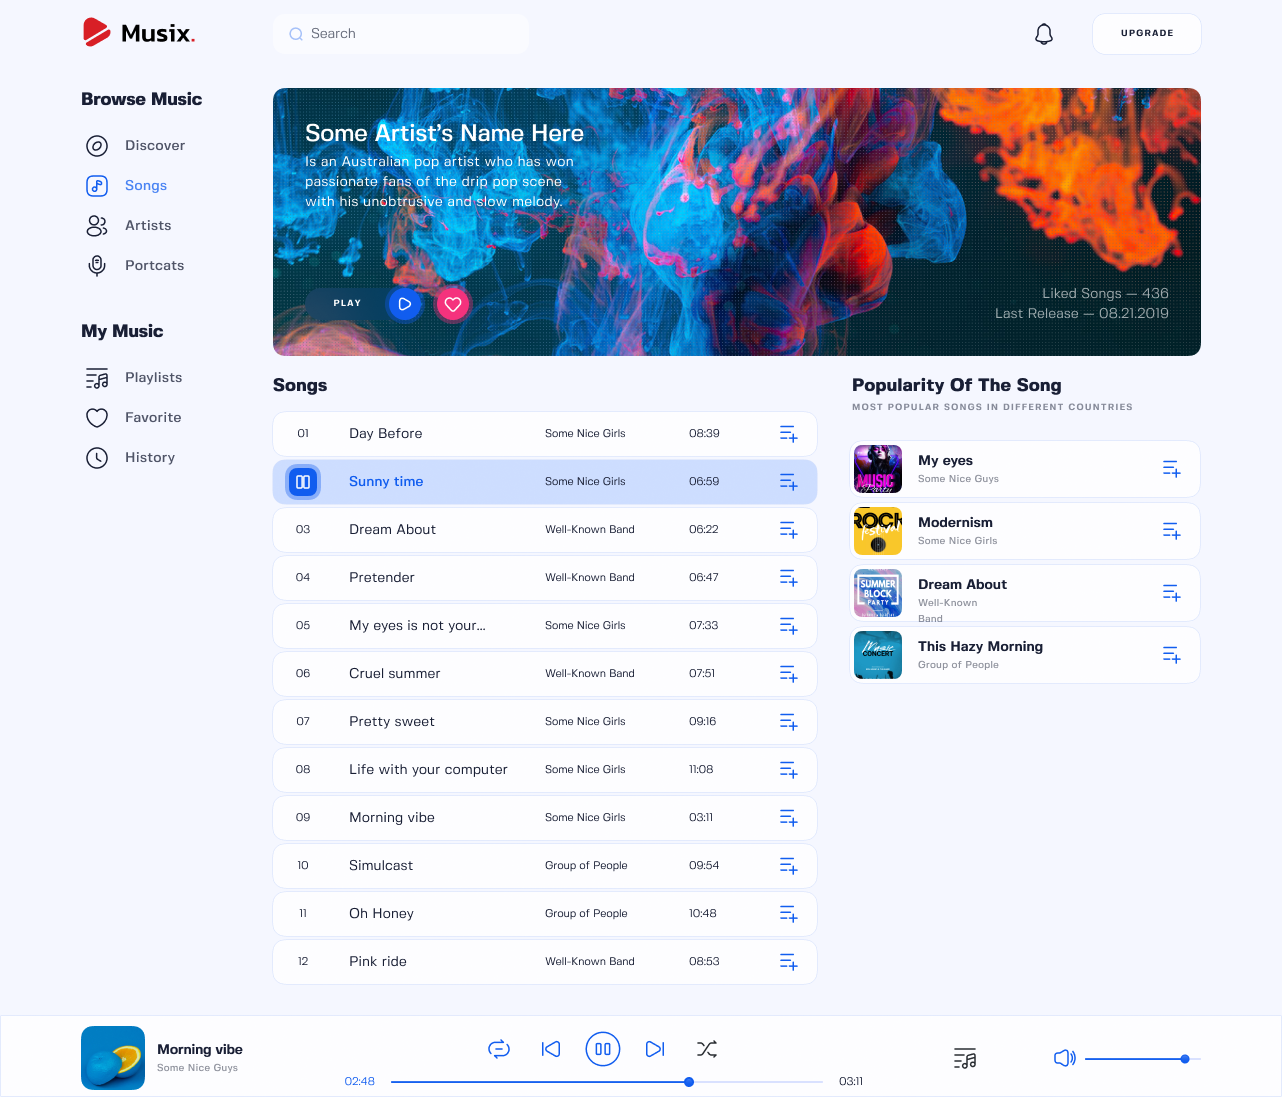 Musix.
Search
UPGRADE
Browse Music
Discover
Songs
Artists
Portcats
My Music
Playlists
Favorite
History
Some Artist's Name Here
Is an Australian pop artist who has won
passionate fans of the drip pop scene
with his unobtrusive and slow melody.
PLAY
Liked Songs — 436
Last Release — 08.21.2019
Songs
01 Day Before Some Nice Girls 08:39
Sunny time Some Nice Girls 06:59
03 Dream About Well-Known Band 06:22
04 Pretender Well-Known Band 06:47
05 My eyes is not your... Some Nice Girls 07:33
06 Cruel summer Well-Known Band 07:51
07 Pretty sweet Some Nice Girls 09:16
08 Life with your computer Some Nice Girls 11:08
09 Morning vibe Some Nice Girls 03:11
10 Simulcast Group of People 09:54
11 Oh Honey Group of People 10:48
12 Pink ride Well-Known Band 08:53
Popularity Of The Song
MOST POPULAR SONGS IN DIFFERENT COUNTRIES
MUSIC
Party
My eyes
Some Nice Guys
ROCK
Modernism
Some Nice Girls
SUMMER
BLOCK
PARTY
Dream About
Well-Known
Band
Music
CONCERT
This Hazy Morning
Group of People
Morning vibe
Some Nice Guys
02:48
03:11